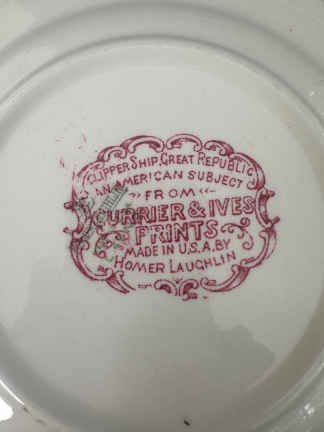 CLIPPER SHIP, GREAT REPUBLIC
AN AMERICAN SUBJECT
FROM
CURRIER & IVES
PRINTS
MADE IN U.S.A. BY
HOMER LAUGHLIN